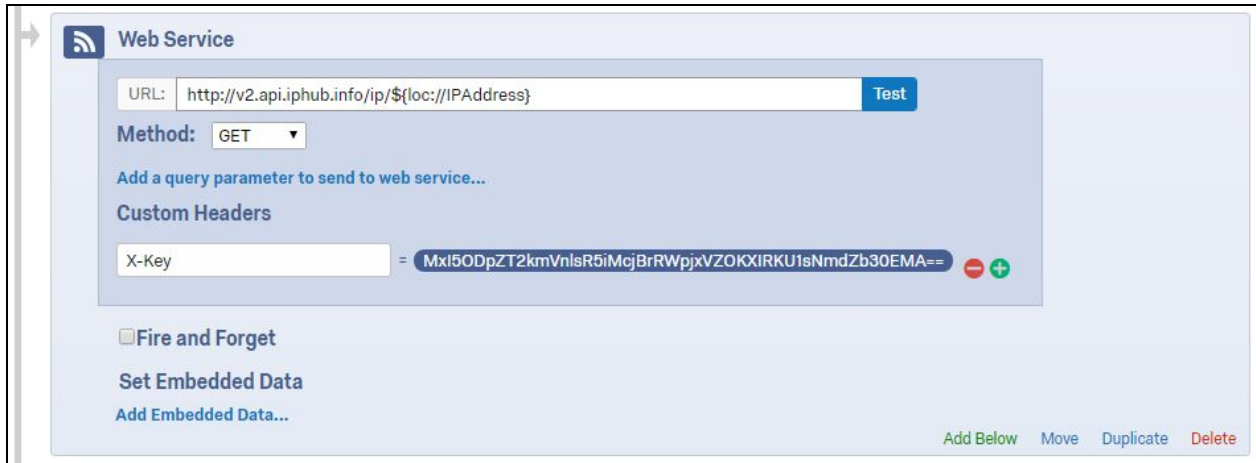 Web Service
URL: http://v2.api.iphub.info/ip/${loc://IPAddress} Test
Method: GET
Add a query parameter to send to web service...
Custom Headers
X-Key = MxI5ODpZT2kmVnlsR5iMcjBrRWpjxVZOKXIRKU1sNmdZb30EMA==
Fire and Forget
Set Embedded Data
Add Embedded Data...
Add Below Move Duplicate Delete